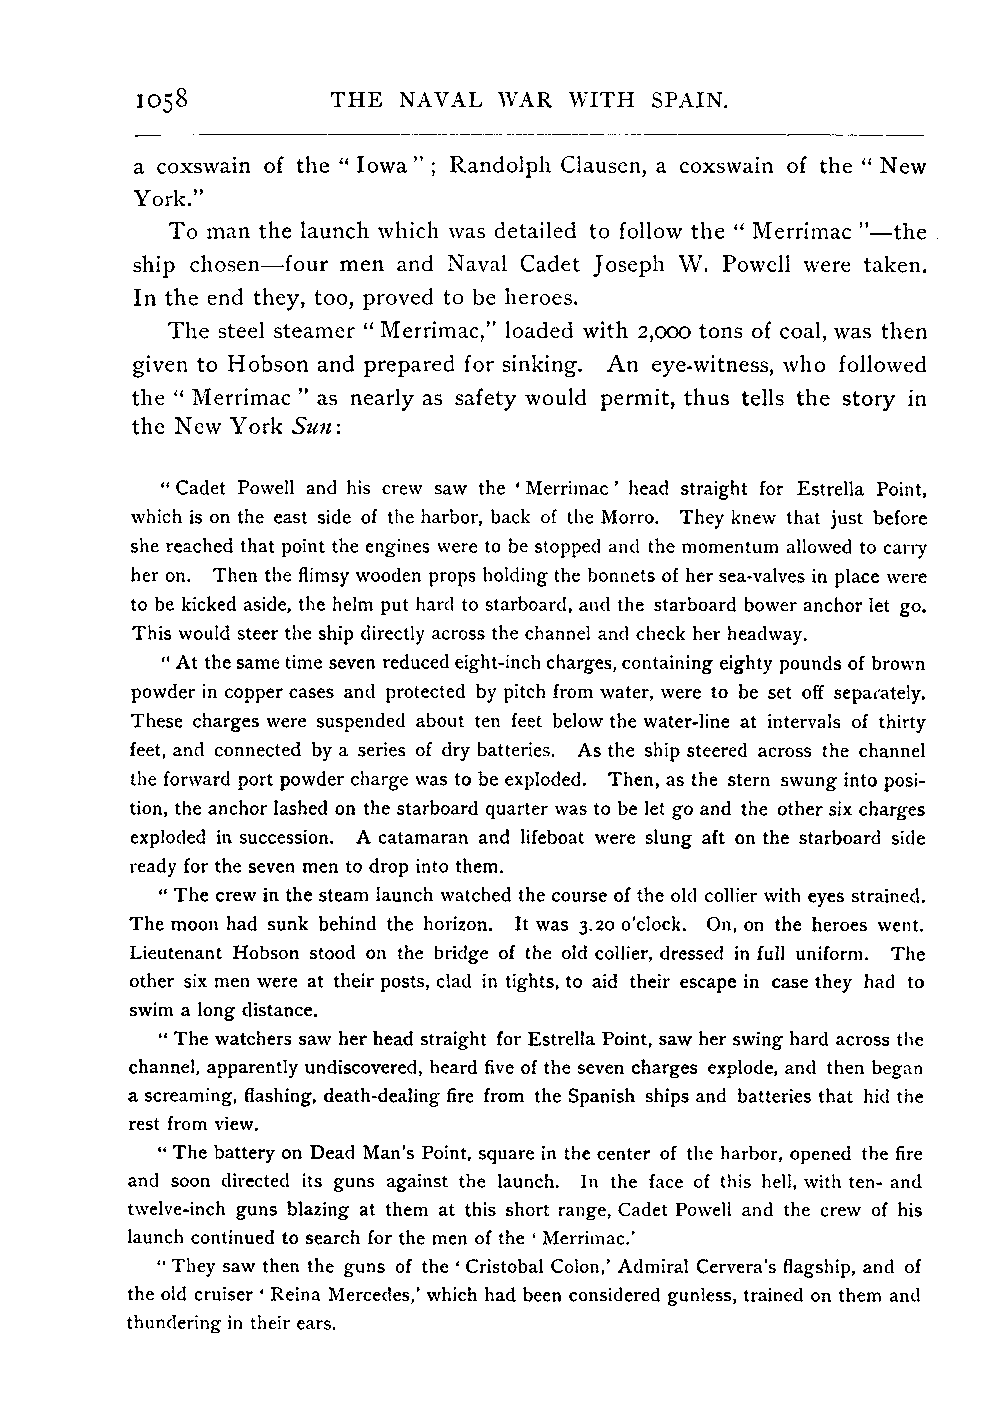 1058 THE NAVAL WAR WITH SPAIN.
a coxswain of the “ Iowa ” ; Randolph Clausen, a coxswain of the “ New
York.”
To man the launch which was detailed to follow the “ Merrimac ”—the
ship chosen—four men and Naval Cadet Joseph W. Powell were taken.
In the end they, too, proved to be heroes.
The steel steamer “ Merrimac,” loaded with 2,000 tons of coal, was then
given to Hobson and prepared for sinking. An eye-witness, who followed
the “ Merrimac ” as nearly as safety would permit, thus tells the story in
the New York Sun:
“ Cadet Powell and his crew saw the ‘ Merrimac ’ head straight for Estrella Point,
which is on the east side of the harbor, back of the Morro. They knew that just before
she reached that point the engines were to be stopped and the momentum allowed to carry
her on. Then the flimsy wooden props holding the bonnets of her sea-valves in place were
to be kicked aside, the helm put hard to starboard, and the starboard bower anchor let go.
This would steer the ship directly across the channel and check her headway.
“ At the same time seven reduced eight-inch charges, containing eighty pounds of brown
powder in copper cases and protected by pitch from water, were to be set off separately.
These charges were suspended about ten feet below the water-line at intervals of thirty
feet, and connected by a series of dry batteries. As the ship steered across the channel
the forward port powder charge was to be exploded. Then, as the stern swung into posi-
tion, the anchor lashed on the starboard quarter was to be let go and the other six charges
exploded in succession. A catamaran and lifeboat were slung aft on the starboard side
ready for the seven men to drop into them.
“ The crew in the steam launch watched the course of the old collier with eyes strained.
The moon had sunk behind the horizon. It was 3.20 o'clock. On, on the heroes went.
Lieutenant Hobson stood on the bridge of the old collier, dressed in full uniform. The
other six men were at their posts, clad in tights, to aid their escape in case they had to
swim a long distance.
“ The watchers saw her head straight for Estrella Point, saw her swing hard across the
channel, apparently undiscovered, heard five of the seven charges explode, and then began
a screaming, flashing, death-dealing fire from the Spanish ships and batteries that hid the
rest from view.
“ The battery on Dead Man's Point, square in the center of the harbor, opened the fire
and soon directed its guns against the launch. In the face of this hell, with ten- and
twelve-inch guns blazing at them at this short range, Cadet Powell and the crew of his
launch continued to search for the men of the ‘ Merrimac.’
“ They saw then the guns of the ‘ Cristobal Colon,’ Admiral Cervera's flagship, and of
the old cruiser ‘ Reina Mercedes,’ which had been considered gunless, trained on them and
thundering in their ears.